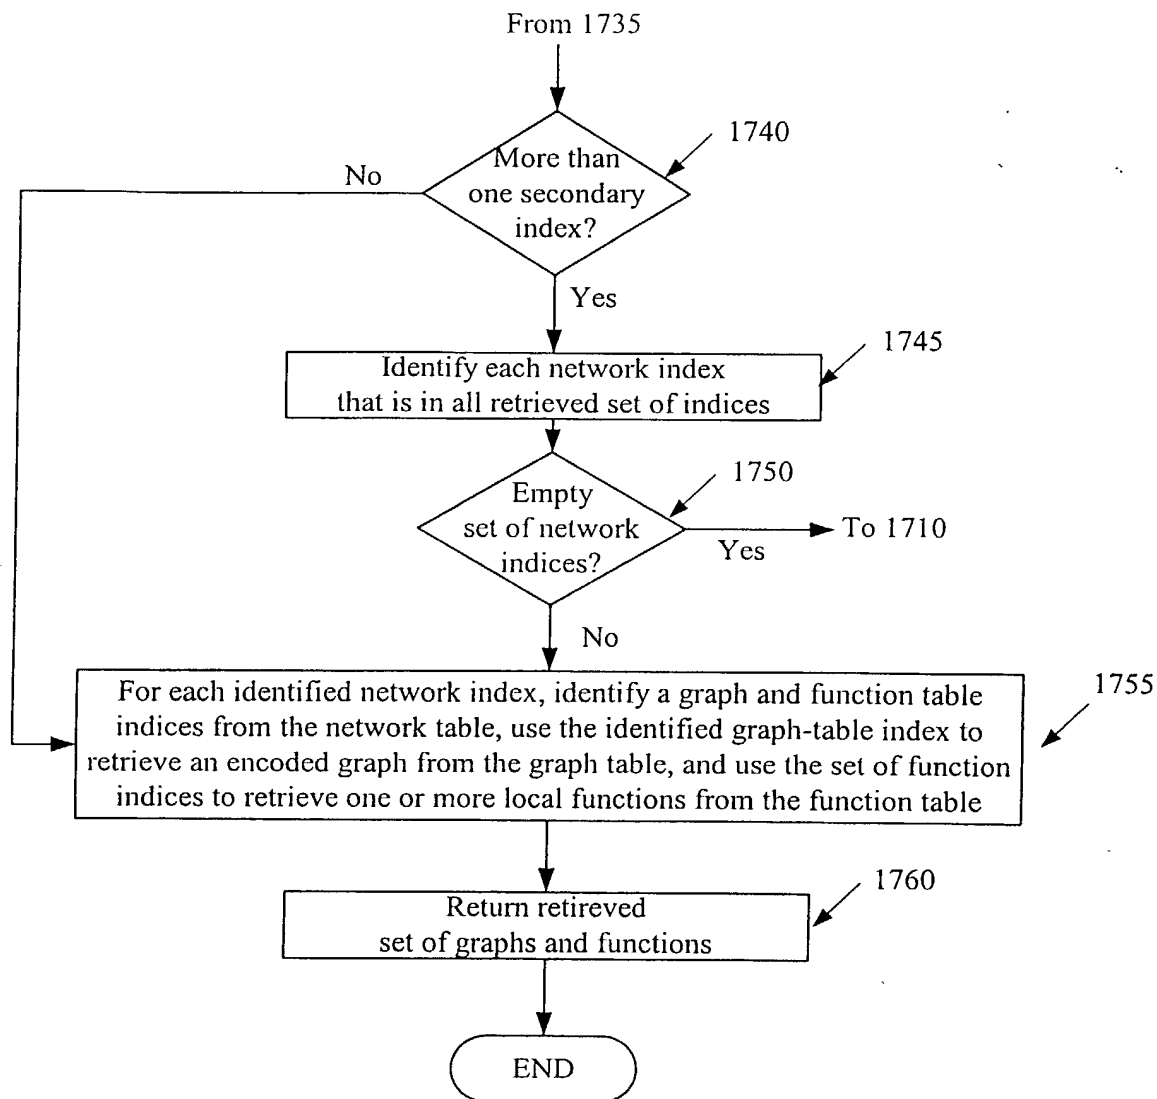 From 1735
1740
More than
one secondary
index?
No
Yes
1745
Identify each network index
that is in all retrieved set of indices
1750
Empty
set of network
indices?
To 1710
Yes
No
1755
For each identified network index, identify a graph and function table
indices from the network table, use the identified graph-table index to
retrieve an encoded graph from the graph table, and use the set of function
indices to retrieve one or more local functions from the function table
1760
Return retireved
set of graphs and functions
END